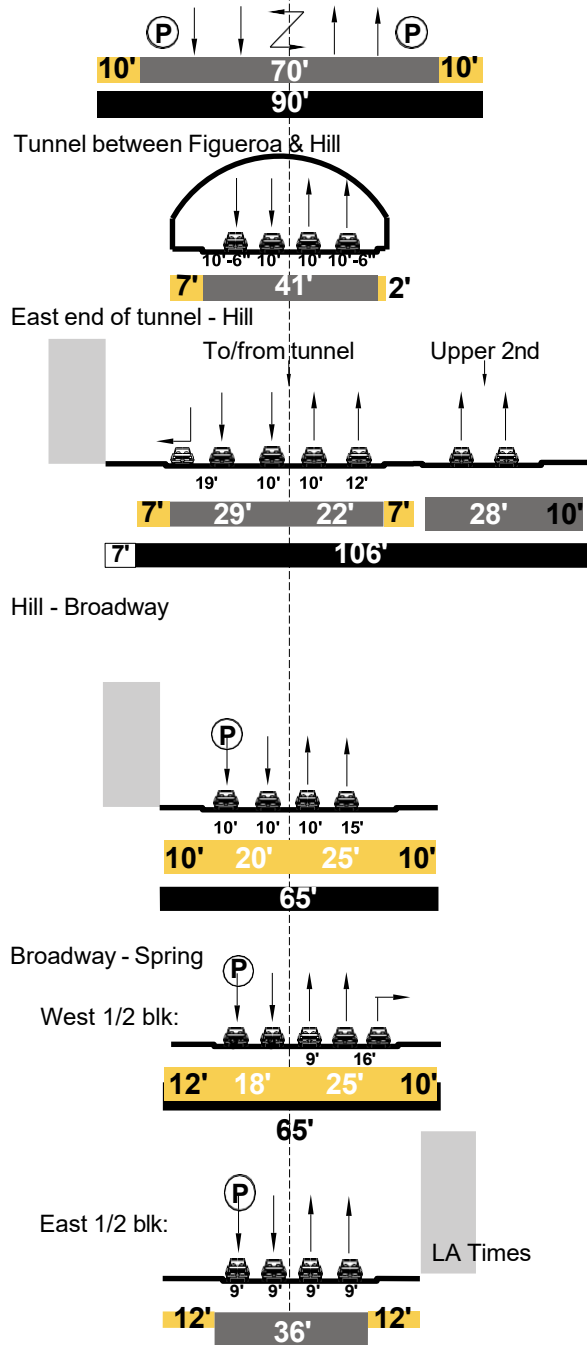 P P
10' 70' 10'
90'
Tunnel between Figueroa & Hill
10'-6" 10' 10' 10'-6"
7' 41' 2'
East end of tunnel - Hill
To/from tunnel Upper 2nd
19' 10' 10' 12'
7' 29' 22' 7' 28' 10'
7' 106'
Hill - Broadway
P
10' 10' 10' 15'
10' 20' 25' 10'
65'
Broadway - Spring
P
West 1/2 blk:
9' 16'
12' 18' 25' 10'
65'
P
East 1/2 blk:
LA Times
9' 9' 9' 9'
12' 36' 12'